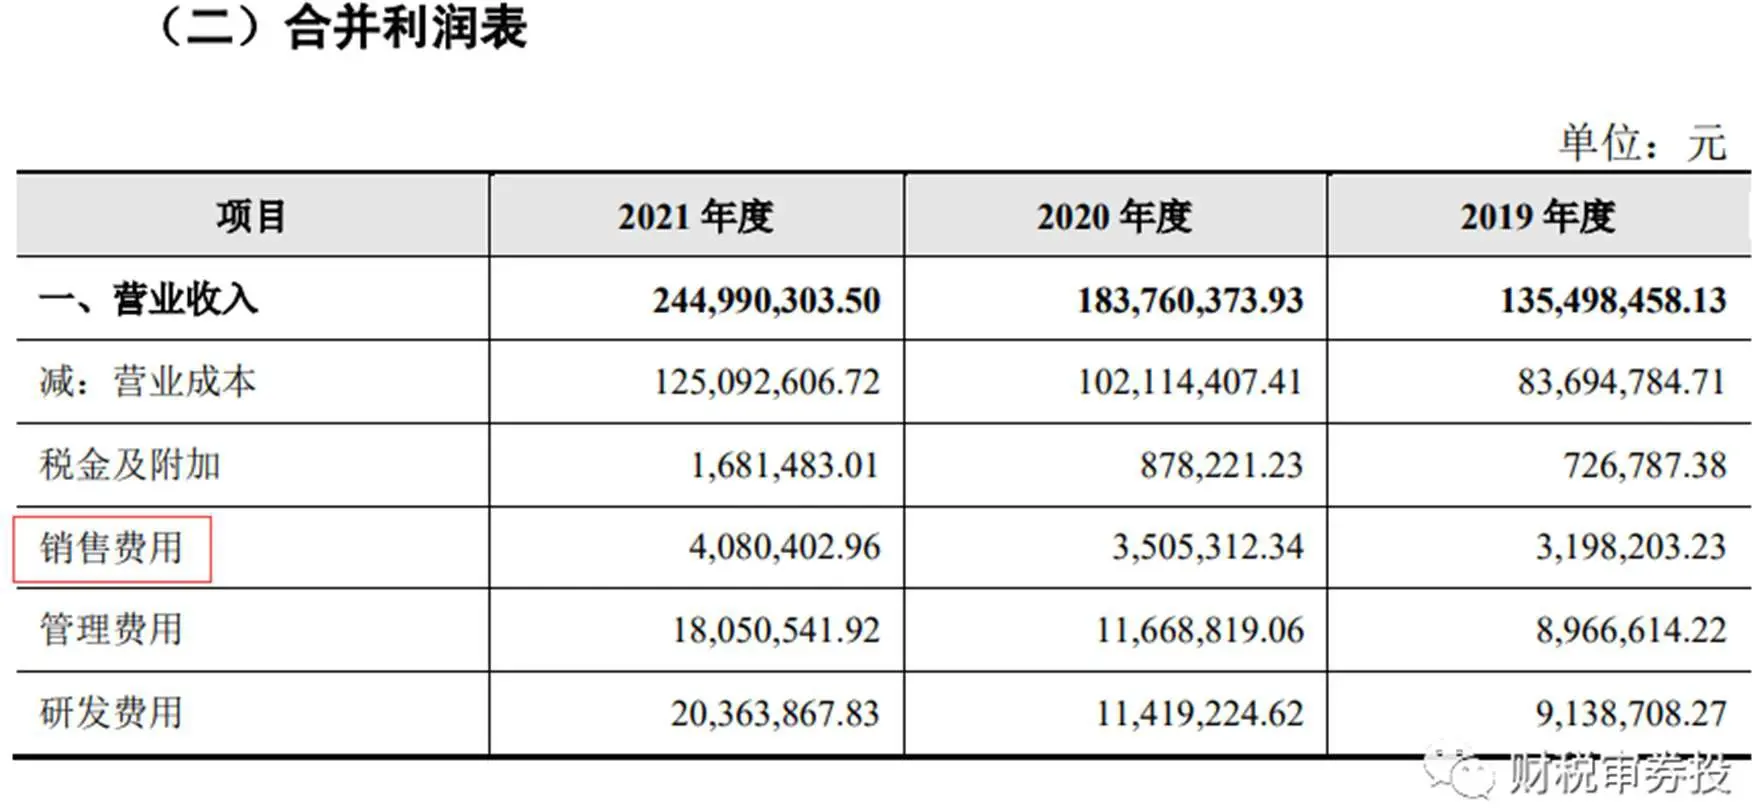 （二）合并利润表
单位：元
项目 2021 年度 2020 年度 2019 年度
一、营业收入 244,990,303.50 183,760,373.93 135,498,458.13
减：营业成本 125,092,606.72 102,114,407.41 83,694,784.71
税金及附加 1,681,483.01 878,221.23 726,787.38
销售费用 4,080,402.96 3,505,312.34 3,198,203.23
管理费用 18,050,541.92 11,668,819.06 8,966,614.22
研发费用 20,363,867.83 11,419,224.62 9,138,708.27
财税审券投